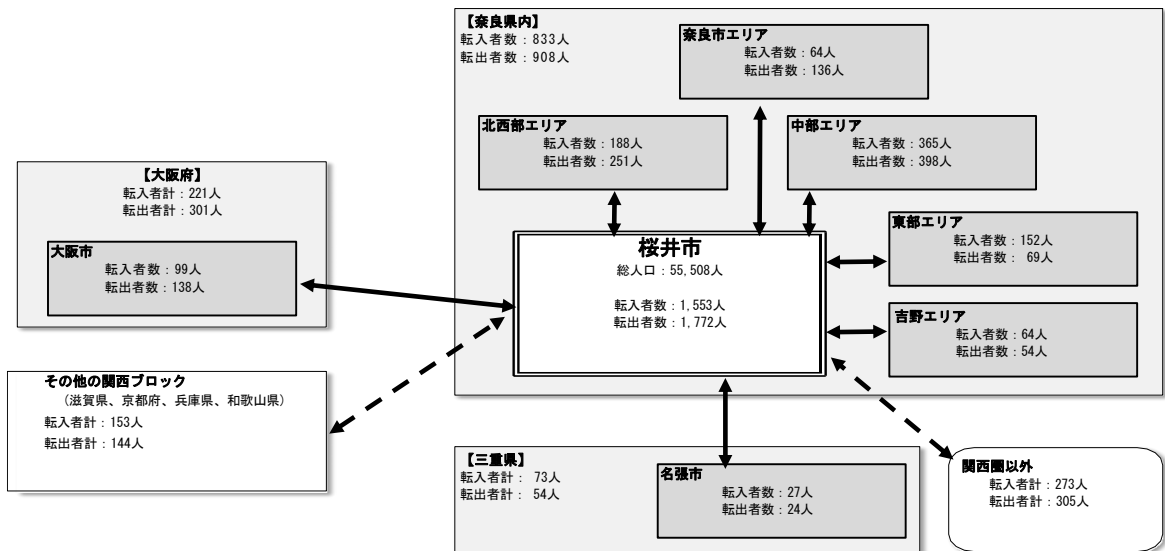 【奈良県内】
転入者数：833人
転出者数：908人
奈良市エリア
転入者数：64人
転出者数：136人
北西部エリア
転入者数：188人
転出者数：251人
中部エリア
転入者数：365人
転出者数：398人
【大阪府】
転入者計：221人
転出者計：301人
大阪市
転入者数：99人
転出者数：138人
桜井市
総人口：55,508人
転入者数：1,553人
転出者数：1,772人
東部エリア
転入者数：152人
転出者数： 69人
吉野エリア
転入者数：64人
転出者数：54人
その他の関西ブロック
（滋賀県、京都府、兵庫県、和歌山県）
転入者計：153人
転出者計：144人
【三重県】
転入者計： 73人
転出者計： 54人
名張市
転入者数：27人
転出者数：24人
関西圏以外
転入者計：273人
転出者計：305人